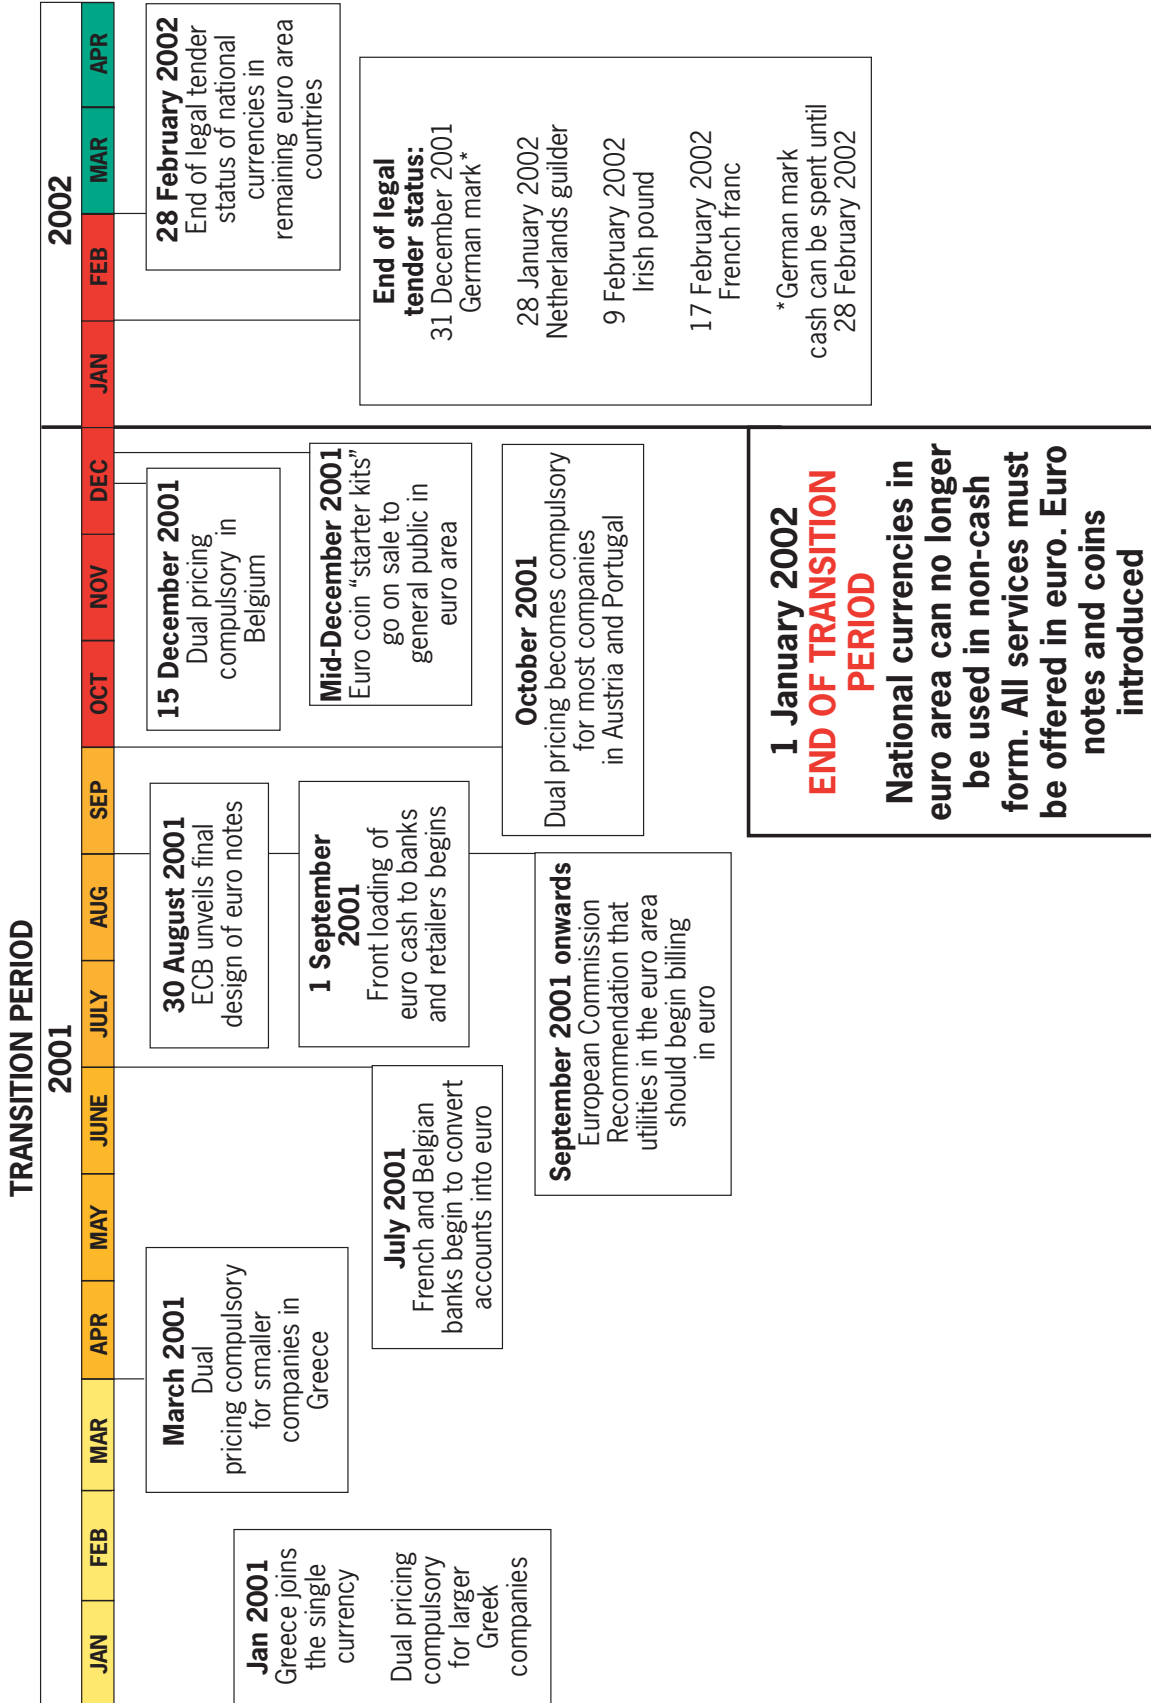 TRANSITION PERIOD
2001
2002
JAN
FEB
MAR
APR
MAY
JUNE
JULY
AUG
SEP
OCT
NOV
DEC
JAN
FEB
MAR
APR
Jan 2001
Greece joins
the single
currency
Dual pricing
compulsory
for larger
Greek
companies
March 2001
Dual
pricing compulsory
for smaller
companies in
Greece
July 2001
French and Belgian
banks begin to convert
accounts into euro
30 August 2001
ECB unveils final
design of euro notes
1 September
2001
Front loading of
euro cash to banks
and retailers begins
September 2001 onwards
European Commission
Recommendation that
utilities in the euro area
should begin billing
in euro
15 December 2001
Dual pricing
compulsory in
Belgium
Mid-December 2001
Euro coin “starter kits”
go on sale to
general public in
euro area
October 2001
Dual pricing becomes compulsory
for most companies
in Austria and Portugal
1 January 2002
END OF TRANSITION
PERIOD
National currencies in
euro area can no longer
be used in non-cash
form. All services must
be offered in euro. Euro
notes and coins
introduced
28 February 2002
End of legal tender
status of national
currencies in
remaining euro area
countries
End of legal
tender status:
31 December 2001
German mark*
28 January 2002
Netherlands guilder
9 February 2002
Irish pound
17 February 2002
French franc
*German mark
cash can be spent until
28 February 2002